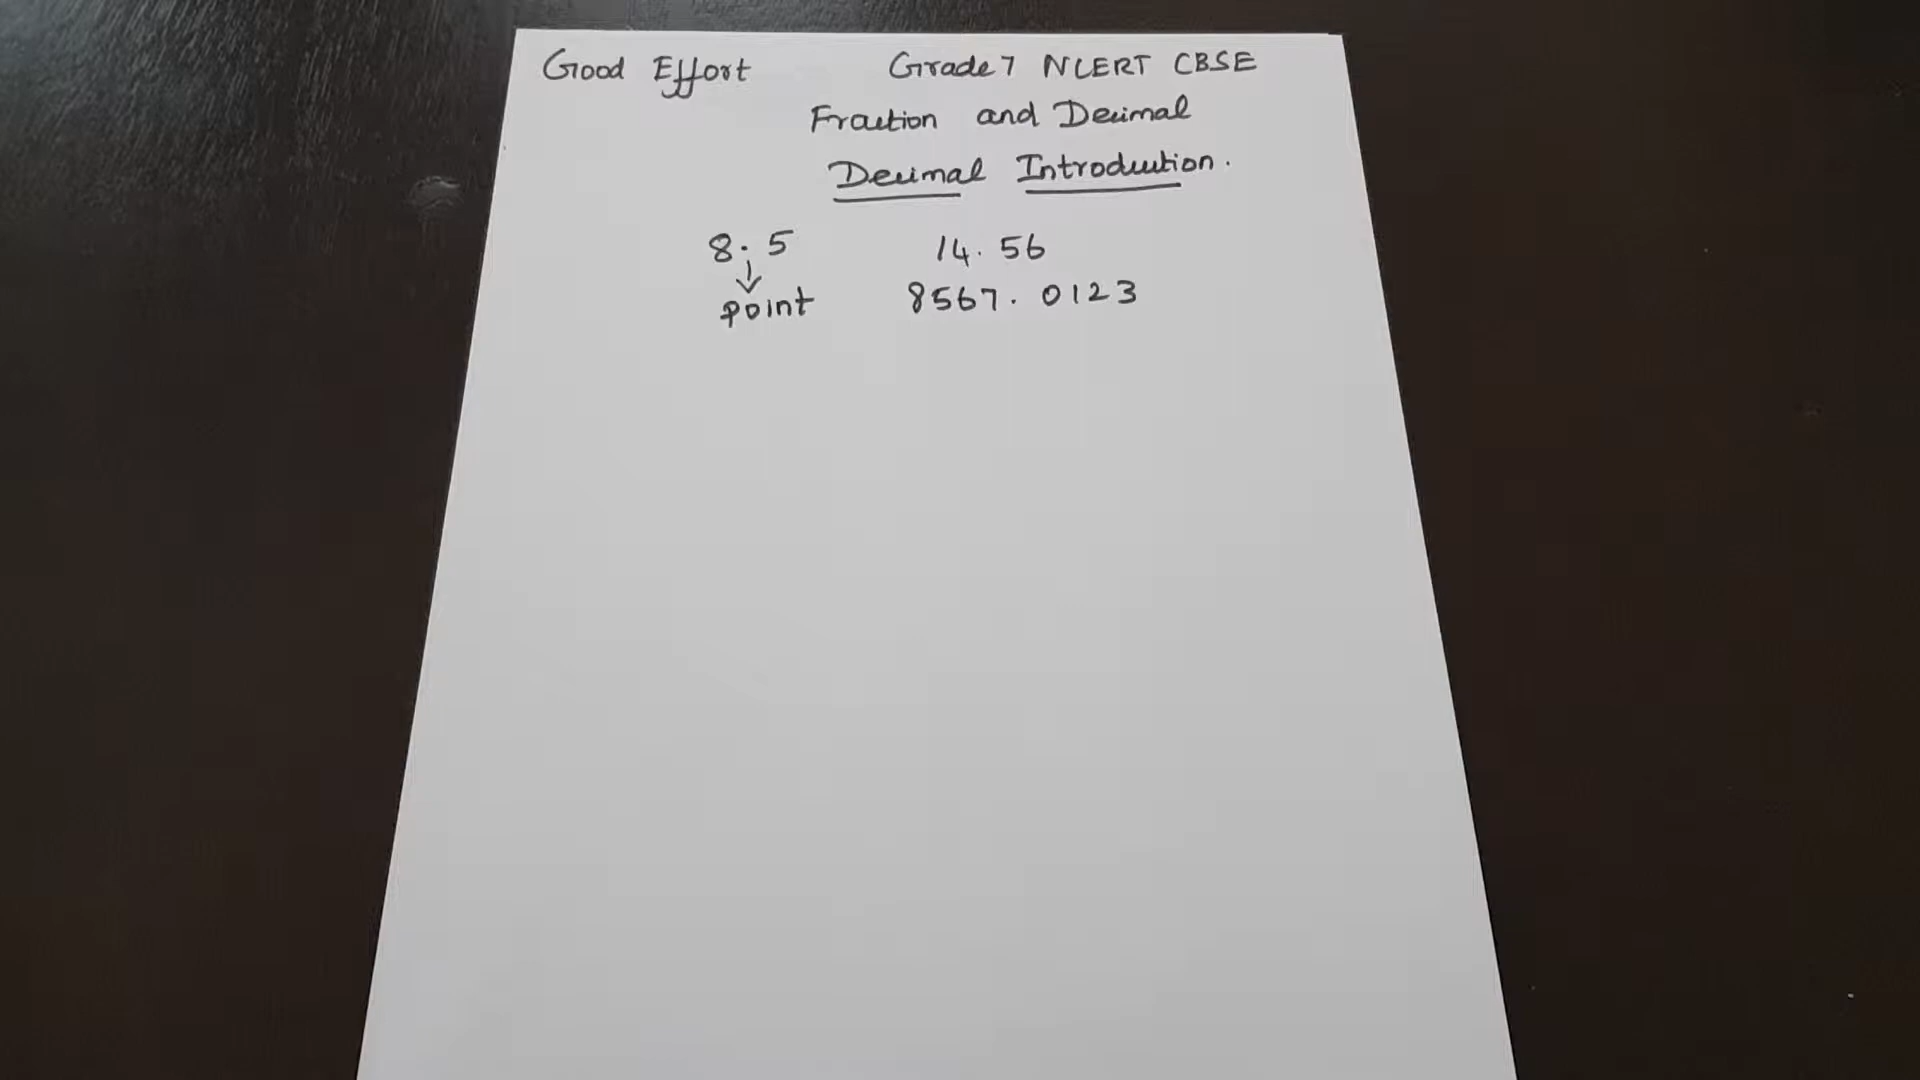 Good Effort Grade 7 NCERT CBSE
Fraction and Decimal
Decimal Introduction.
8.5 14.56
↓
point 8567.0123